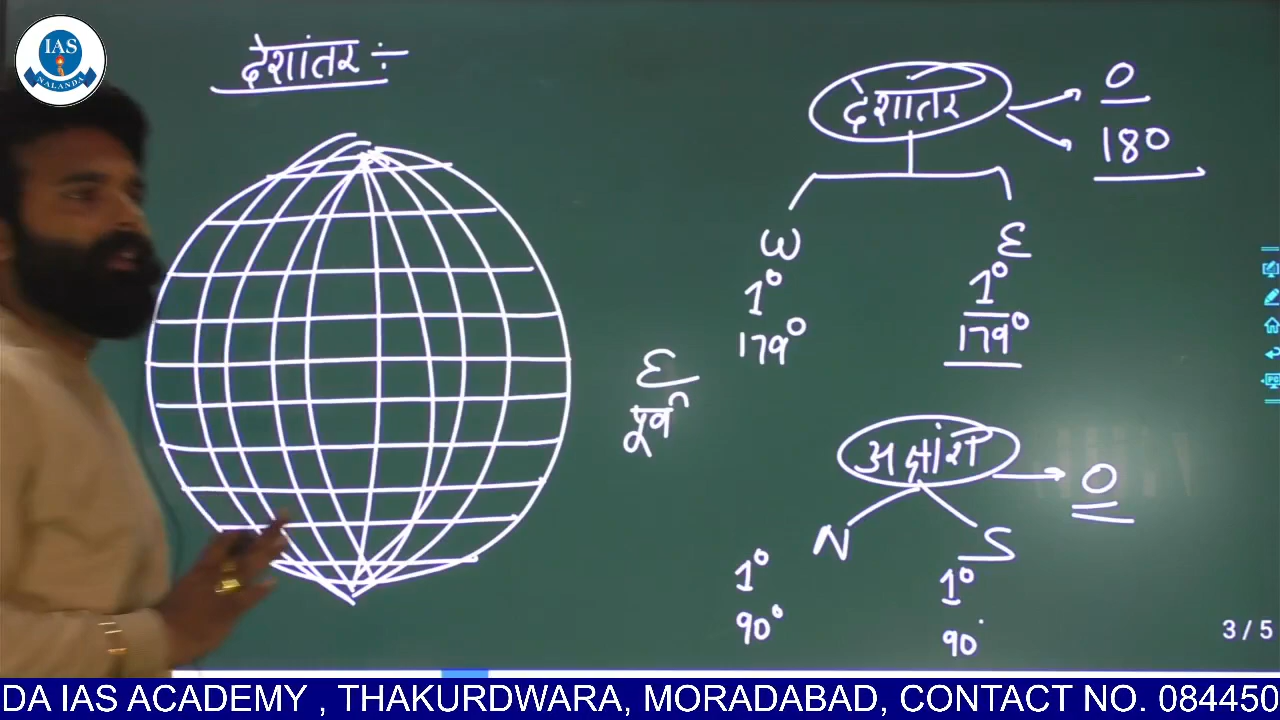 IAS
NALANDA
देशांतर :-
देशांतर
0
180
W
E
1°
1°
179°
179°
E
पूर्व
अक्षांश
0
N
S
1°
1°
90°
90°
3 / 5
DA IAS ACADEMY , THAKURDWARA, MORADABAD, CONTACT NO. 084450